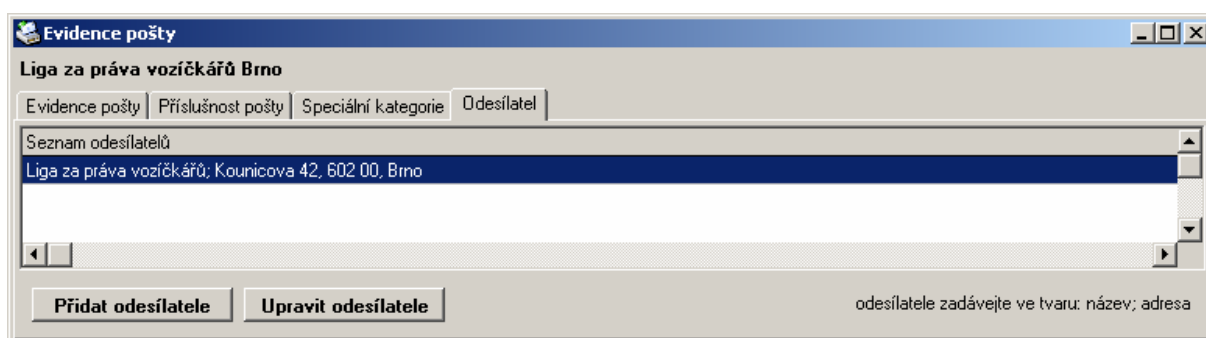 Evidence pošty
Liga za práva vozíčkářů Brno
Evidence pošty Příslušnost pošty Speciální kategorie Odesílatel
Seznam odesílatelů
Liga za práva vozíčkářů; Kounicova 42, 602 00, Brno
Přidat odesílatele Upravit odesílatele odesílatele zadávejte ve tvaru: název; adresa